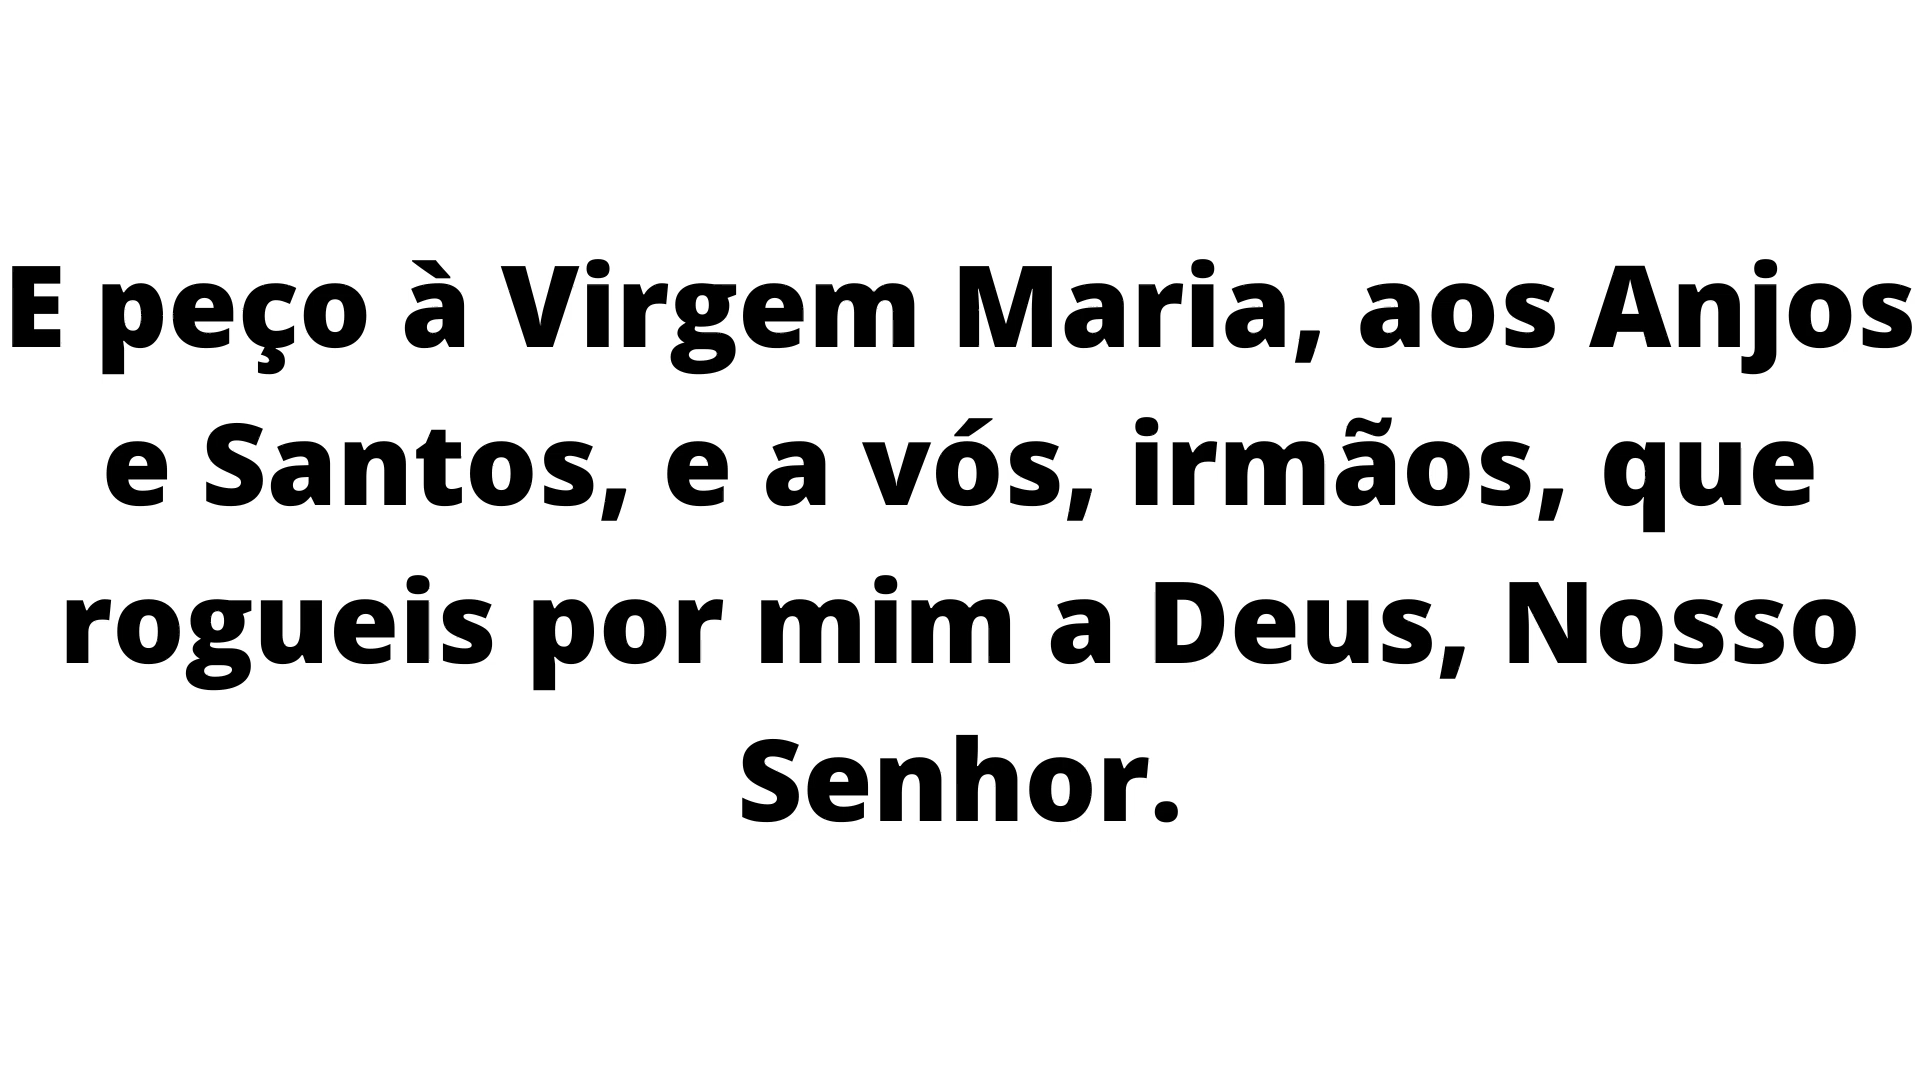 E peço à Virgem Maria, aos Anjos
e Santos, e a vós, irmãos, que
rogueis por mim a Deus, Nosso
Senhor.